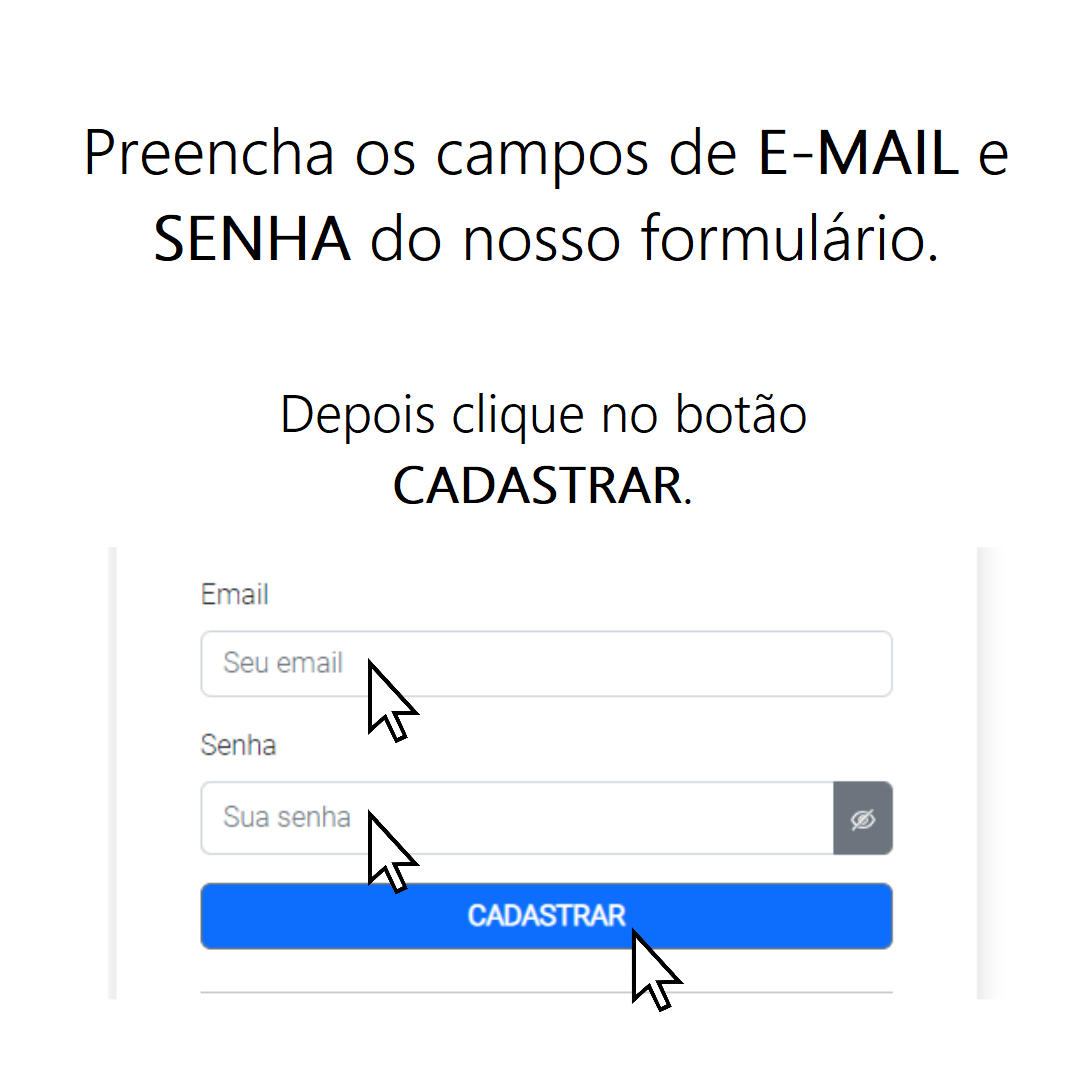 Preencha os campos de E-MAIL e
SENHA do nosso formulário.
Depois clique no botão
CADASTRAR.
Email
Seu email
Senha
Sua senha
CADASTRAR